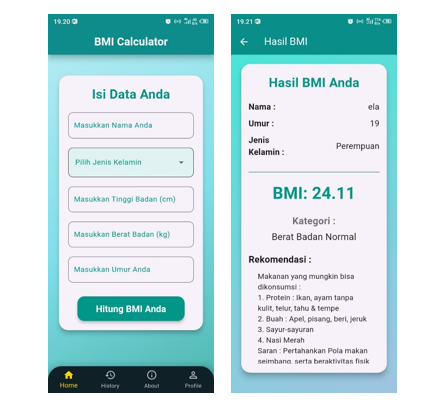 19.20
BMI Calculator
Isi Data Anda
Masukkan Nama Anda
Pilih Jenis Kelamin
Masukkan Tinggi Badan (cm)
Masukkan Berat Badan (kg)
Masukkan Umur Anda
Hitung BMI Anda
Home
History
About
Profile
19.21
Hasil BMI
Hasil BMI Anda
Nama : ela
Umur : 19
Jenis
Kelamin : Perempuan
BMI: 24.11
Kategori :
Berat Badan Normal
Rekomendasi :
Makanan yang mungkin bisa
dikonsumsi :
1. Protein : Ikan, ayam tanpa
kulit, telur, tahu & tempe
2. Buah : Apel, pisang, beri, jeruk
3. Sayur-sayuran
4. Nasi Merah
Saran : Pertahankan Pola makan
seimbang, serta beraktivitas fisik